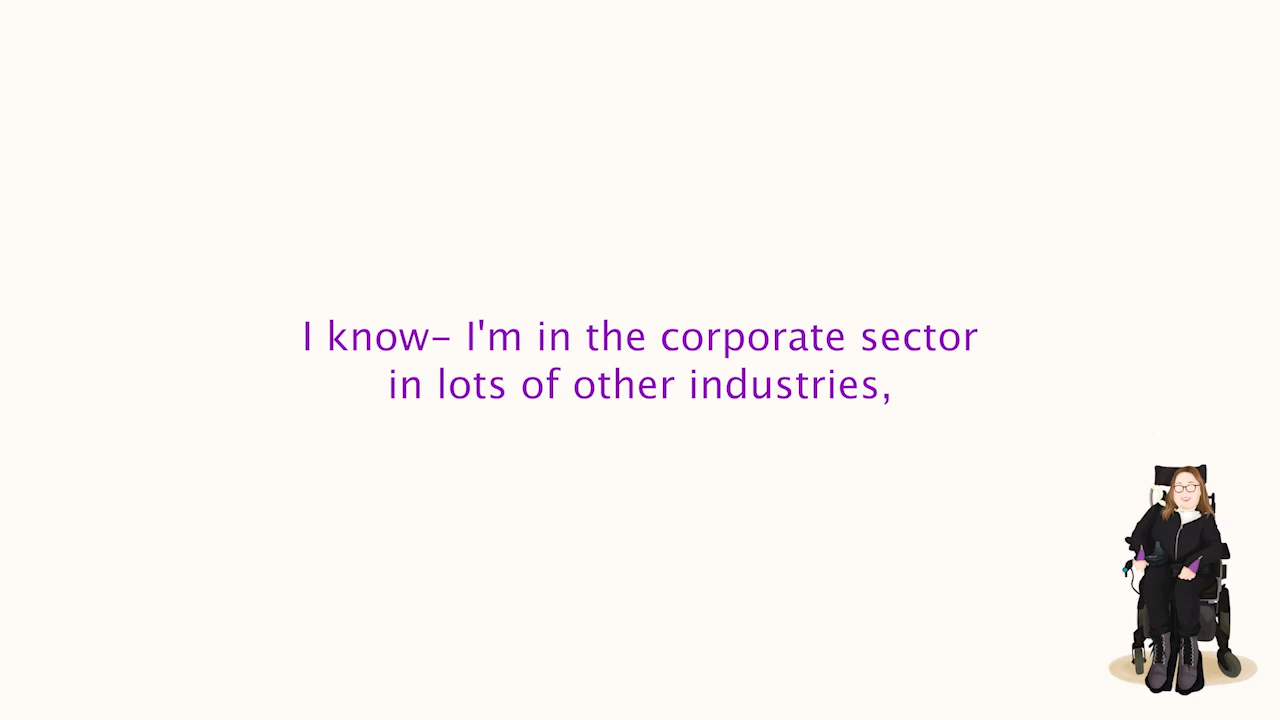 I know- I'm in the corporate sector
in lots of other industries,